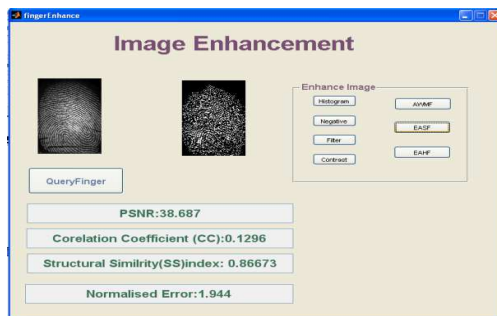 fingerEnhance
Image Enhancement
Enhance Image
Histogram
AWMF
Negative
EASF
Filter
EAHF
Contrast
QueryFinger
PSNR:38.687
Corelation Coefficient (CC):0.1296
Structural Similrity(SS)index: 0.86673
Normalised Error:1.944